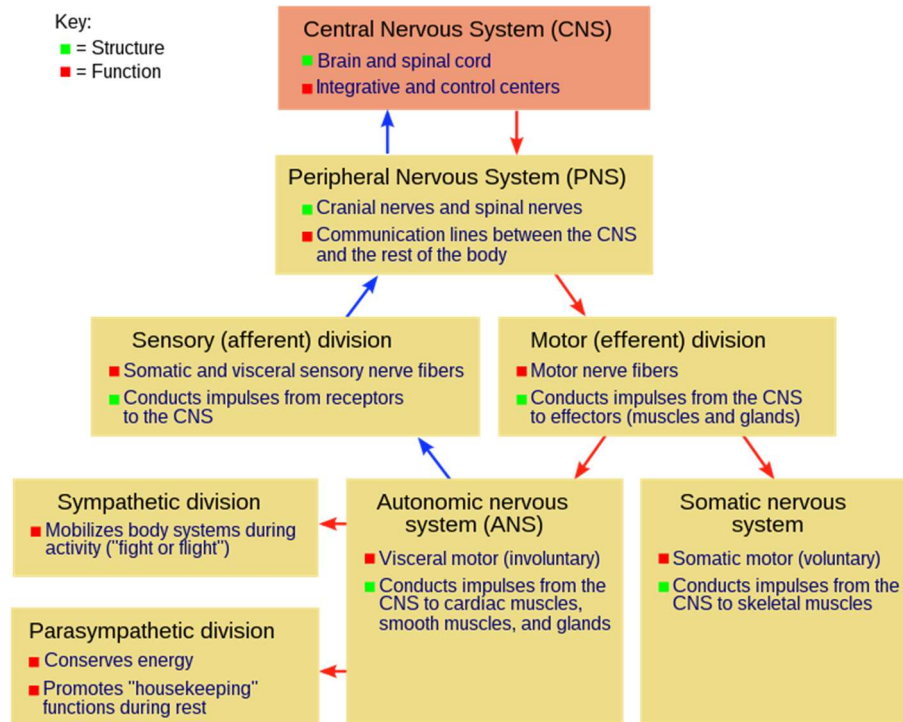 Key:
= Structure
= Function
Central Nervous System (CNS)
Brain and spinal cord
Integrative and control centers
Peripheral Nervous System (PNS)
Cranial nerves and spinal nerves
Communication lines between the CNS
and the rest of the body
Sensory (afferent) division
Somatic and visceral sensory nerve fibers
Conducts impulses from receptors
to the CNS
Motor (efferent) division
Motor nerve fibers
Conducts impulses from the CNS
to effectors (muscles and glands)
Sympathetic division
Mobilizes body systems during
activity ("fight or flight")
Autonomic nervous
system (ANS)
Visceral motor (involuntary)
Conducts impulses from the
CNS to cardiac muscles,
smooth muscles, and glands
Somatic nervous
system
Somatic motor (voluntary)
Conducts impulses from the
CNS to skeletal muscles
Parasympathetic division
Conserves energy
Promotes "housekeeping"
functions during rest